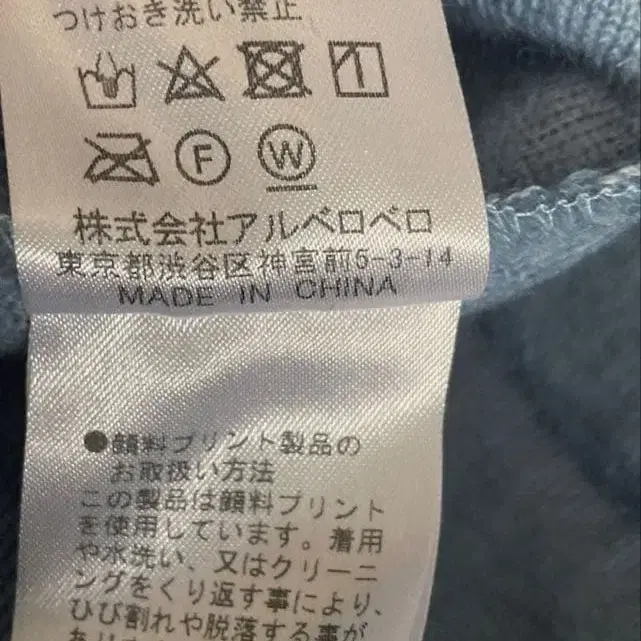 つけおき洗い禁止
F W
株式会社アルベロベロ
東京都渋谷区神宮前5-3-14
MADE IN CHINA
●顔料プリント製品の
お取扱い方法
この製品は顔料プリント
を使用しています。着用
や水洗い、又はクリーニ
ングをくり返す事により、
ひび割れや脱落する事が